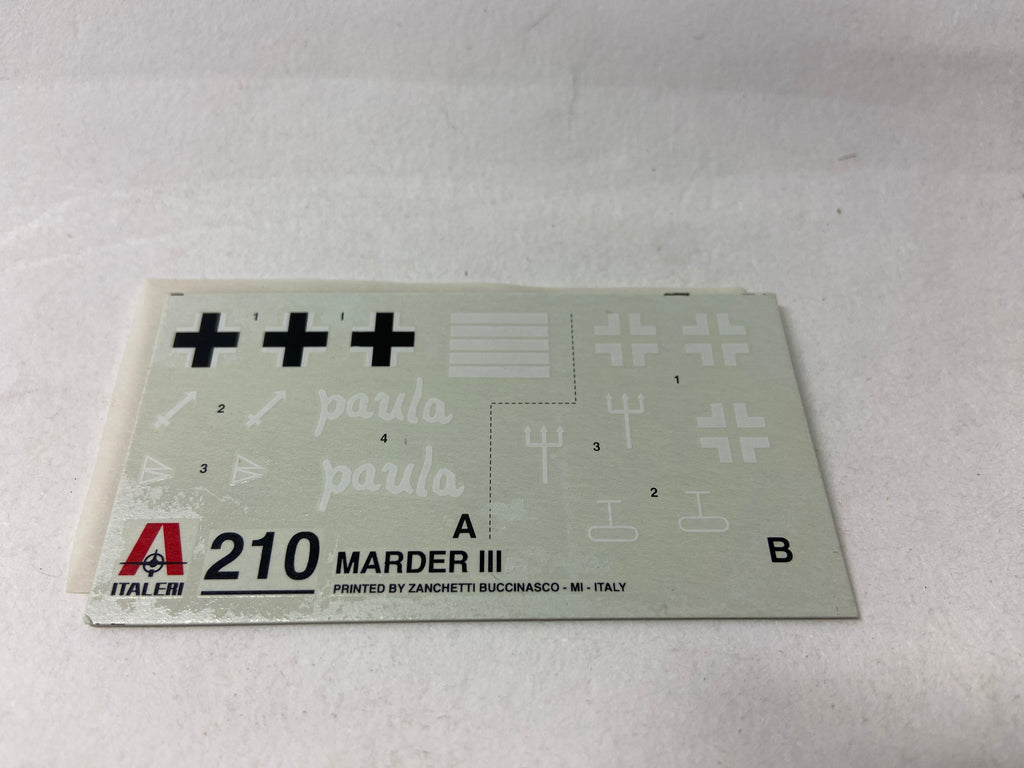 1 1
1
2 paula
4
3 paula
3
2
A
B
ITALERI 210 MARDER III
PRINTED BY ZANCHETTI BUCCINASCO - MI - ITALY